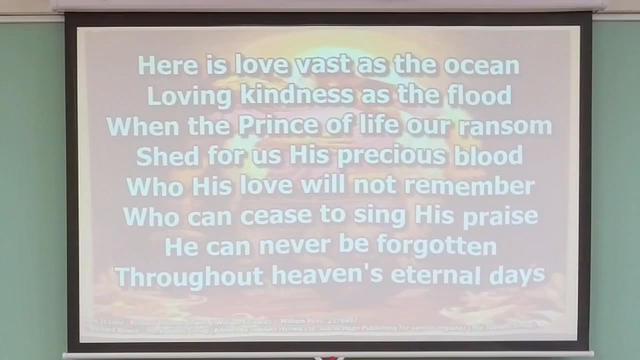 Here is love vast as the ocean
Loving kindness as the flood
When the Prince of life our ransom
Shed for us His precious blood
Who His love will not remember
Who can cease to sing His praise
He can never be forgotten
Throughout heaven's eternal days